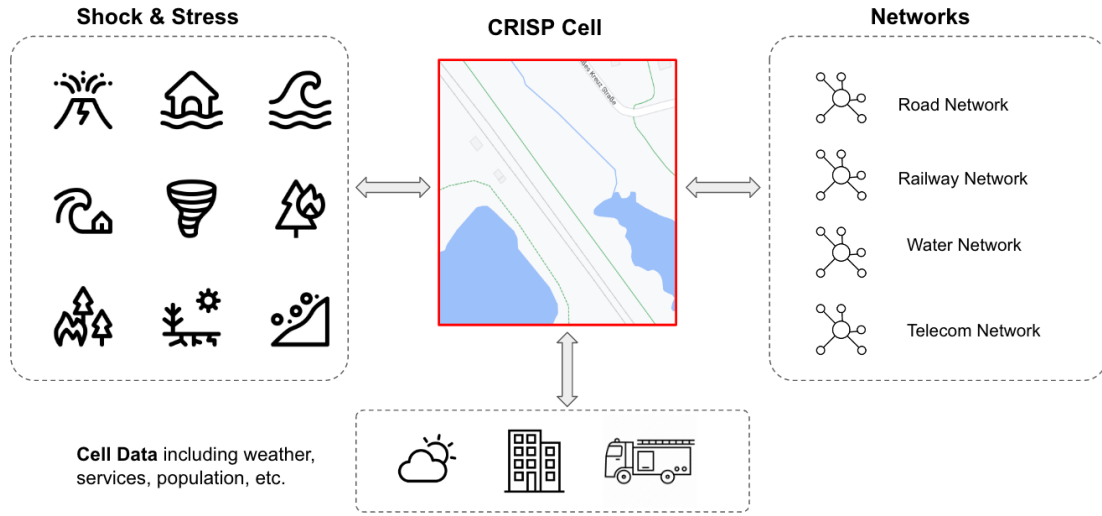 Shock & Stress
CRISP Cell
Networks
Road Network
Railway Network
Water Network
Telecom Network
Cell Data including weather,
services, population, etc.